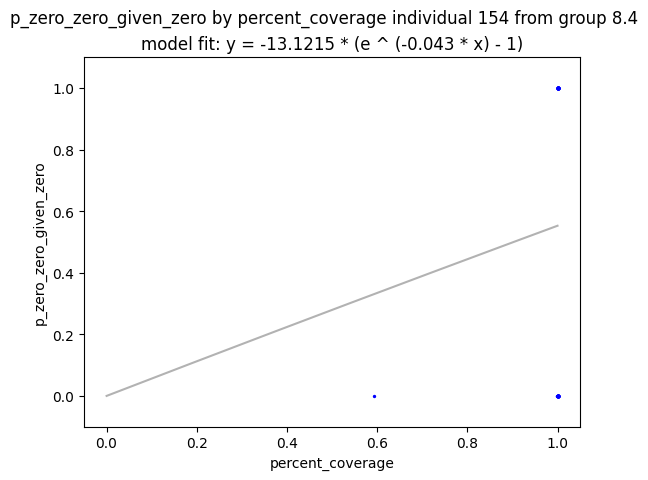 p_zero_zero_given_zero by percent_coverage individual 154 from group 8.4
model fit: y = -13.1215 * (e ^ (-0.043 * x) - 1)
1.0
0.8
0.6
0.4
0.2
0.0
p_zero_zero_given_zero
0.0 0.2 0.4 0.6 0.8 1.0
percent_coverage